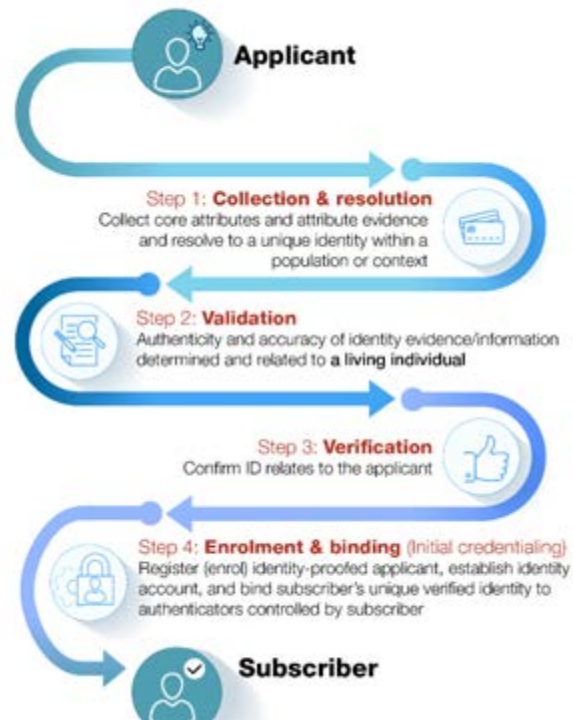 Applicant
Step 1: Collection & resolution
Collect core attributes and attribute evidence
and resolve to a unique identity within a
population or context
Step 2: Validation
Authenticity and accuracy of identity evidence/information
determined and related to a living individual
Step 3: Verification
Confirm ID relates to the applicant
Step 4: Enrolment & binding (Initial credentialing)
Register (enrol) identity-proofed applicant, establish identity
account, and bind subscriber's unique verified identity to
authenticators controlled by subscriber
Subscriber